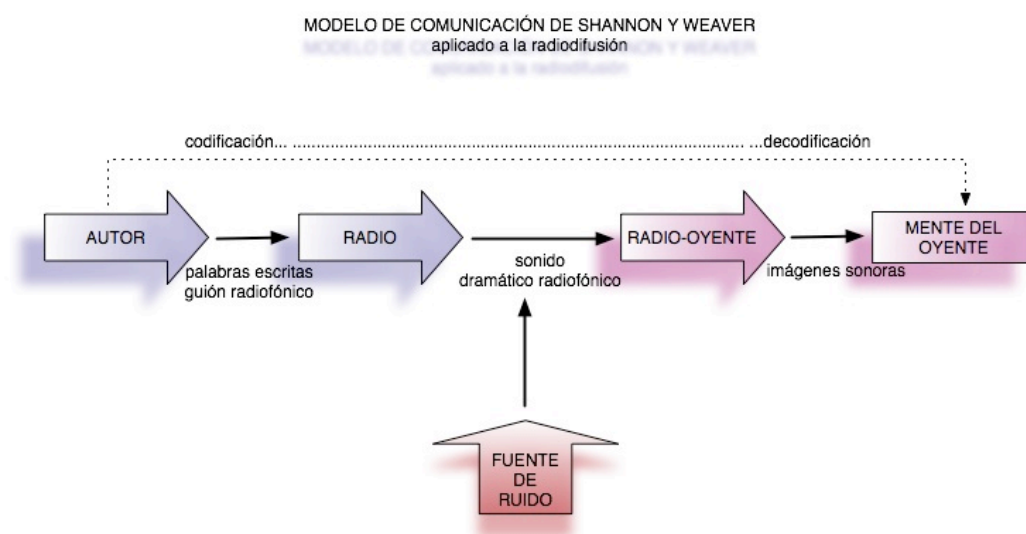 MODELO DE COMUNICACIÓN DE SHANNON Y WEAVER
aplicado a la radiodifusión
codificación... ................................................................................................ ...decodificación
AUTOR
RADIO
RADIO-OYENTE
MENTE DEL
OYENTE
palabras escritas
guión radiofónico
sonido
dramático radiofónico
imágenes sonoras
FUENTE
DE
RUIDO